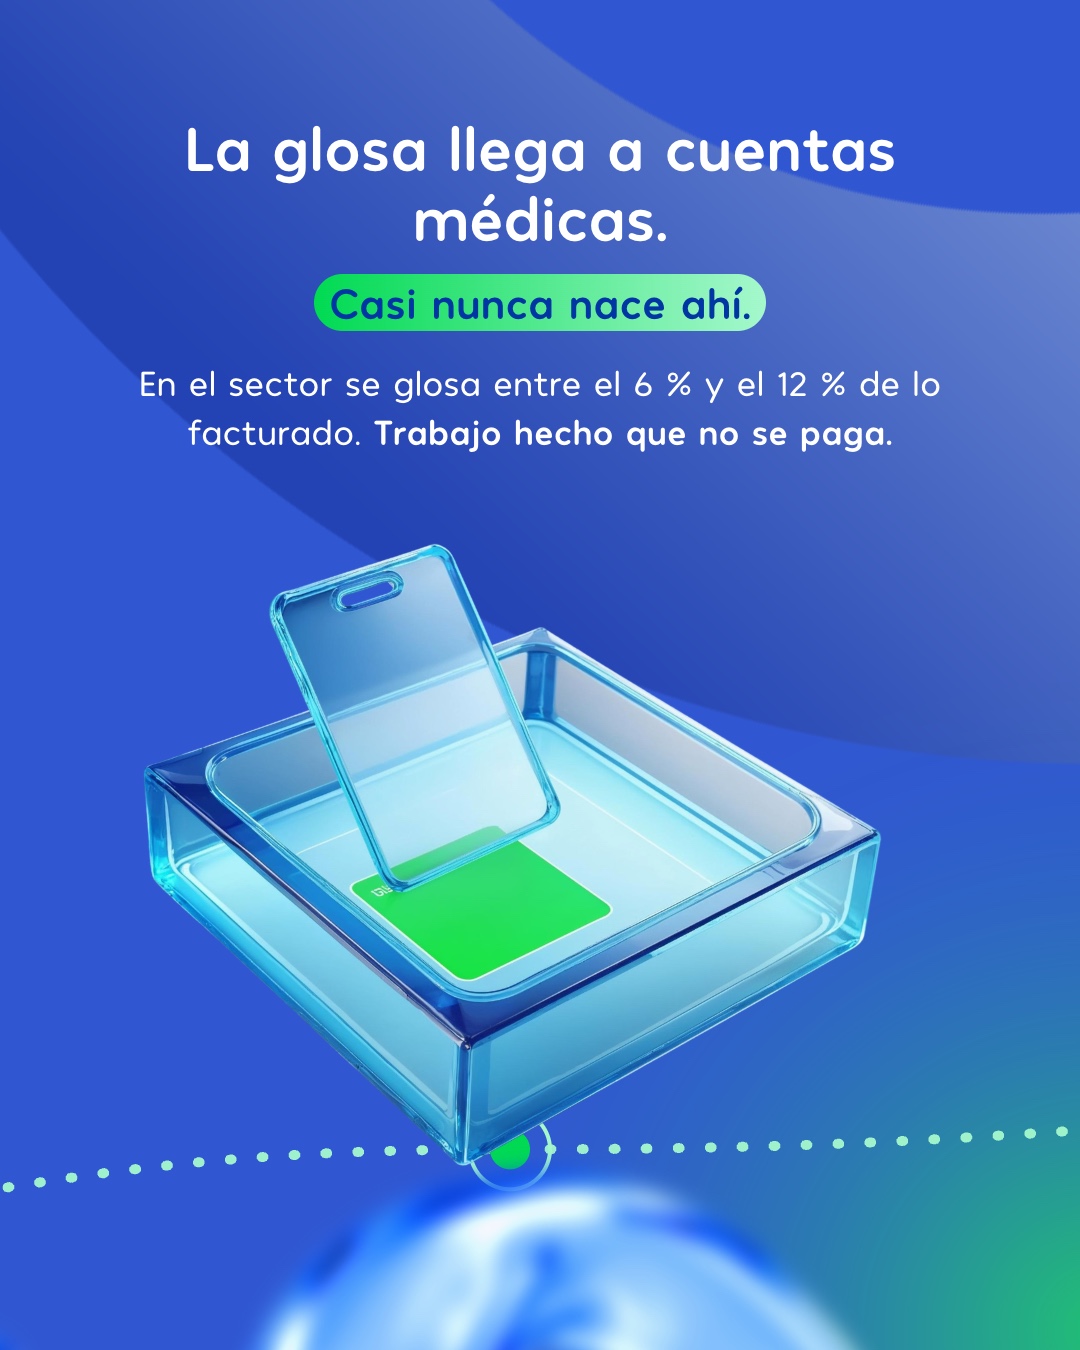 La glosa llega a cuentas
médicas.
Casi nunca nace ahí.
En el sector se glosa entre el 6 % y el 12 % de lo
facturado. Trabajo hecho que no se paga.